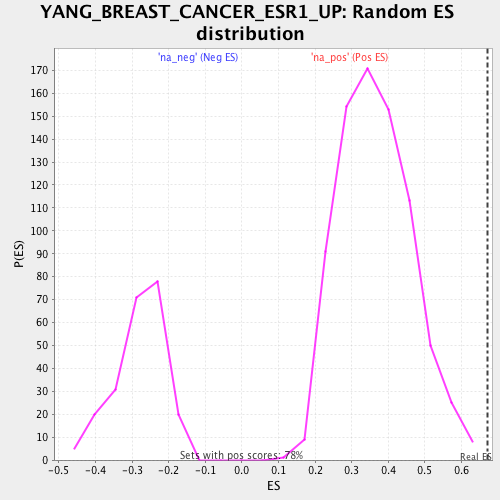 YANG_BREAST_CANCER_ESR1_UP: Random ES
distribution
'na_neg' (Neg ES)
'na_pos' (Pos ES)
170
160
150
140
130
120
110
100
90
80
70
60
50
40
30
20
10
0
P(ES)
Sets with pos scores: 78%
Real ES
-0.5 -0.4 -0.3 -0.2 -0.1 0.0 0.1 0.2 0.3 0.4 0.5 0.6
ES